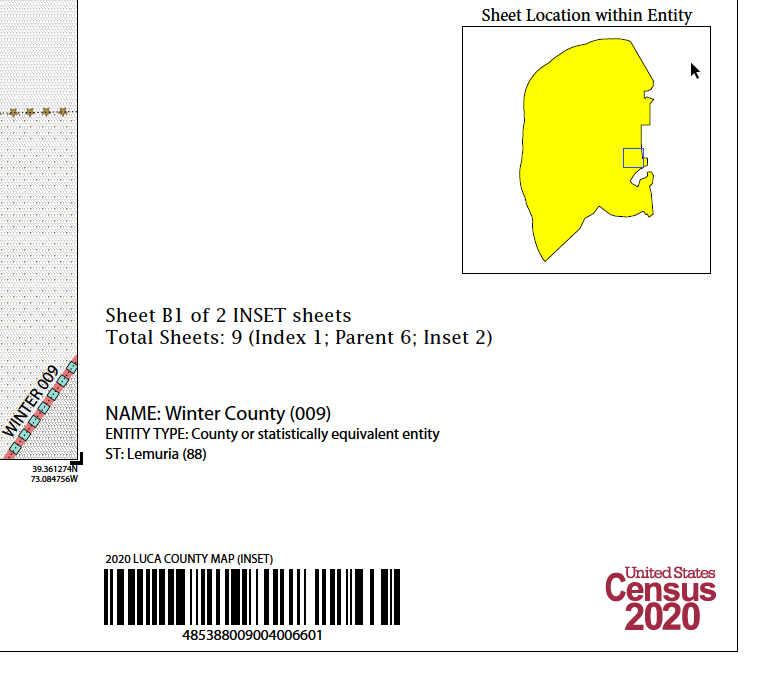 Sheet Location within Entity
Sheet B1 of 2 INSET sheets
Total Sheets: 9 (Index 1; Parent 6; Inset 2)
WINTER 009
NAME: Winter County (009)
ENTITY TYPE: County or statistically equivalent entity
ST: Lemuria (88)
39.361274N
73.084756W
2020 LUCA COUNTY MAP (INSET)
485388009004006601
United States
Census
2020